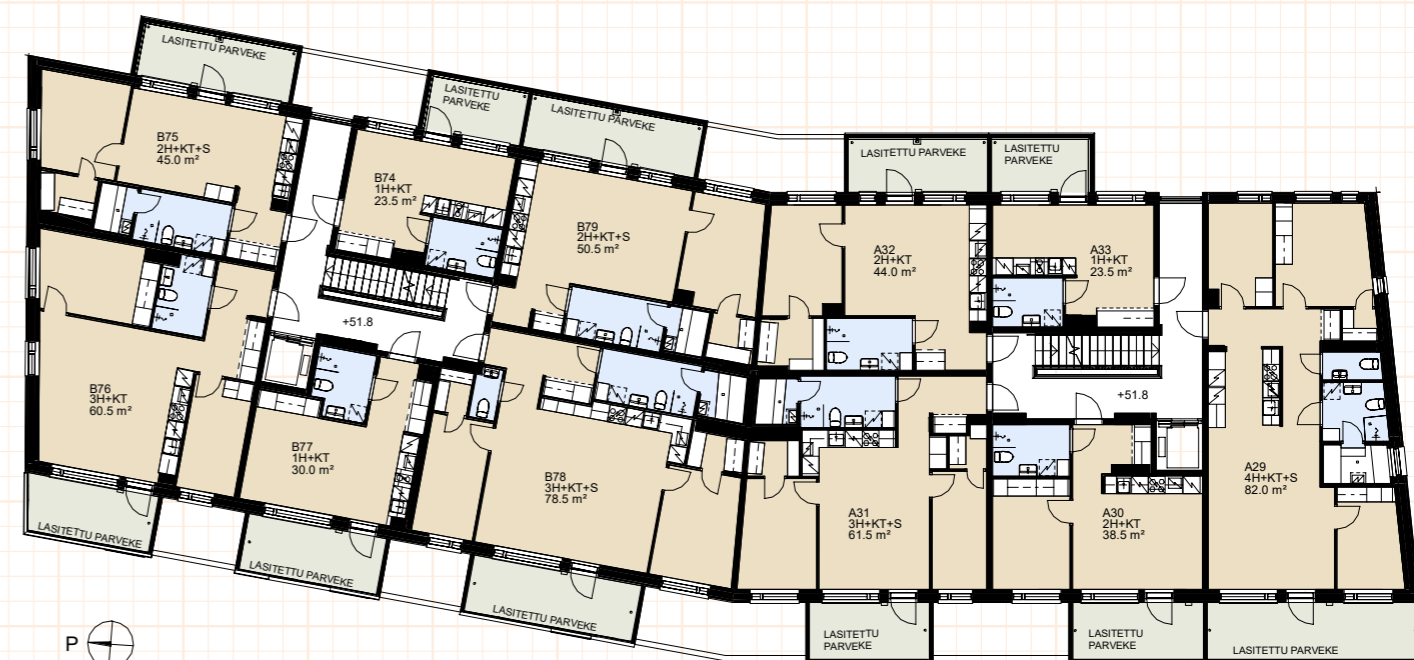 LASITETTU PARVEKE
LASITETTU
PARVEKE
LASITETTU PARVEKE
LASITETTU PARVEKE
LASITETTU
PARVEKE
B75
2H+KT+S
45.0 m²
B74
1H+KT
23.5 m²
B79
2H+KT+S
50.5 m²
A32
2H+KT
44.0 m²
A33
1H+KT
23.5 m²
+51.8
+51.8
B76
3H+KT
60.5 m²
B77
1H+KT
30.0 m²
B78
3H+KT+S
78.5 m²
A31
3H+KT+S
61.5 m²
A30
2H+KT
38.5 m²
A29
4H+KT+S
82.0 m²
LASITETTU PARVEKE
LASITETTU PARVEKE
LASITETTU PARVEKE
LASITETTU
PARVEKE
LASITETTU
PARVEKE
LASITETTU PARVEKE
P